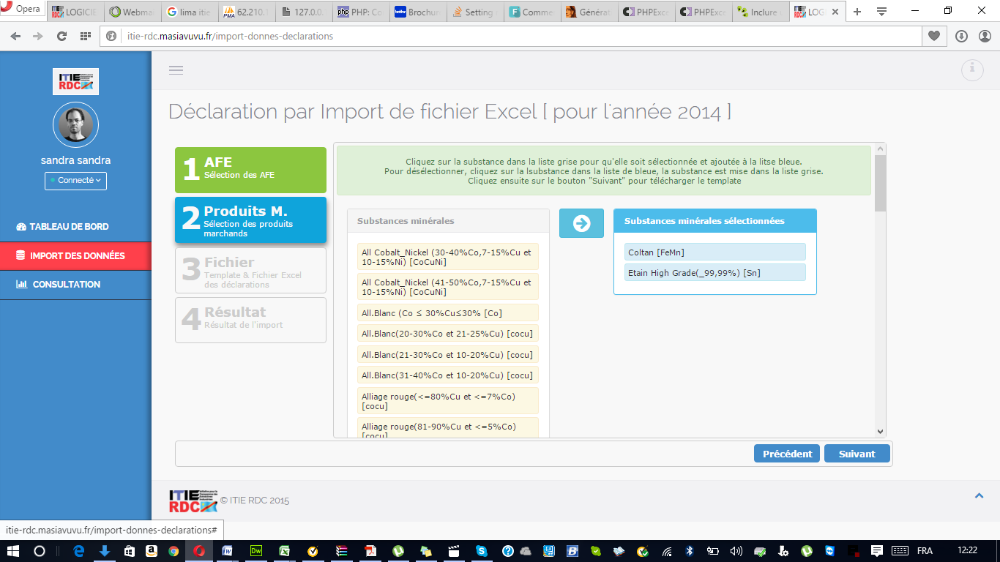 Opera
LOGICIE
Webma
lima itie
62.210.1
127.0.0.
PHP: Co
Brochur
Setting
Comme
Générat
PHPExce
PHPExce
Inclure
LOG
itie-rdc.masiavuvu.fr/import-donnes-declarations
ITIE
RDC
sandra sandra
Connecté
TABLEAU DE BORD
IMPORT DES DONNÉES
CONSULTATION
Déclaration par Import de fichier Excel [ pour l'année 2014 ]
1 AFE
Sélection des AFE
2 Produits M.
Sélection des produits
marchands
3 Fichier
Template & Fichier Excel
des déclarations
4 Résultat
Résultat de l'import
Cliquez sur la substance dans la liste grise pour qu'elle soit sélectionnée et ajoutée à la litse bleue.
Pour désélectionner, cliquez sur la lsubstance dans la liste de bleue, la substance est mise dans la liste grise.
Cliquez ensuite sur le bouton "Suivant" pour télécharger le template
Substances minérales
All Cobalt_Nickel (30-40%Co,7-15%Cu et
10-15%Ni) [CoCuNi]
All Cobalt_Nickel (41-50%Co,7-15%Cu et
10-15%Ni) [CoCuNi]
All.Blanc (Co ≤ 30%Cu≤30% [Co]
All.Blanc(20-30%Co et 21-25%Cu) [cocu]
All.Blanc(21-30%Co et 10-20%Cu) [cocu]
All.Blanc(31-40%Co et 10-20%Cu) [cocu]
Alliage rouge(<=80%Cu et <=7%Co)
[cocu]
Alliage rouge(81-90%Cu et <=5%Co)
[cocu]
Substances minérales sélectionnées
Coltan [FeMn]
Etain High Grade(_99,99%) [Sn]
Précédent
Suivant
ITIE
RDC
© ITIE RDC 2015
itie-rdc.masiavuvu.fr/import-donnes-declarations#
FRA
12:22